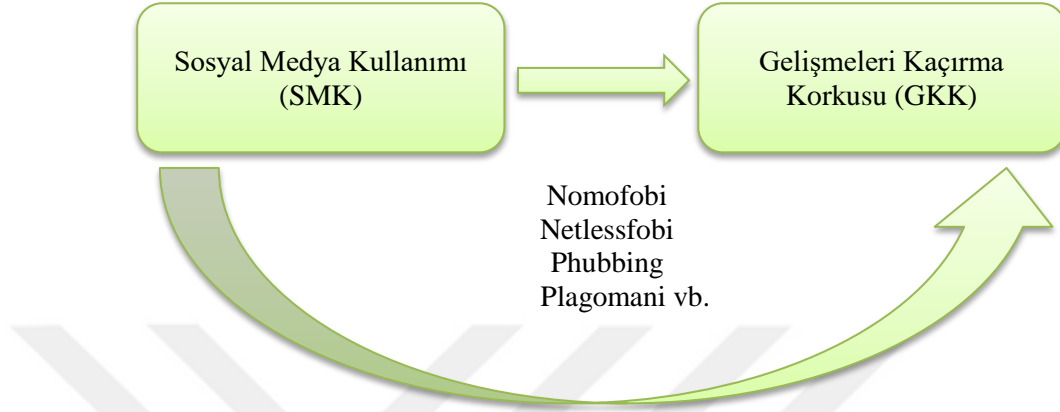 Sosyal Medya Kullanımı
(SMK)
Gelişmeleri Kaçırma
Korkusu (GKK)
Nomofobi
Netlessfobi
Phubbing
Plagomani vb.